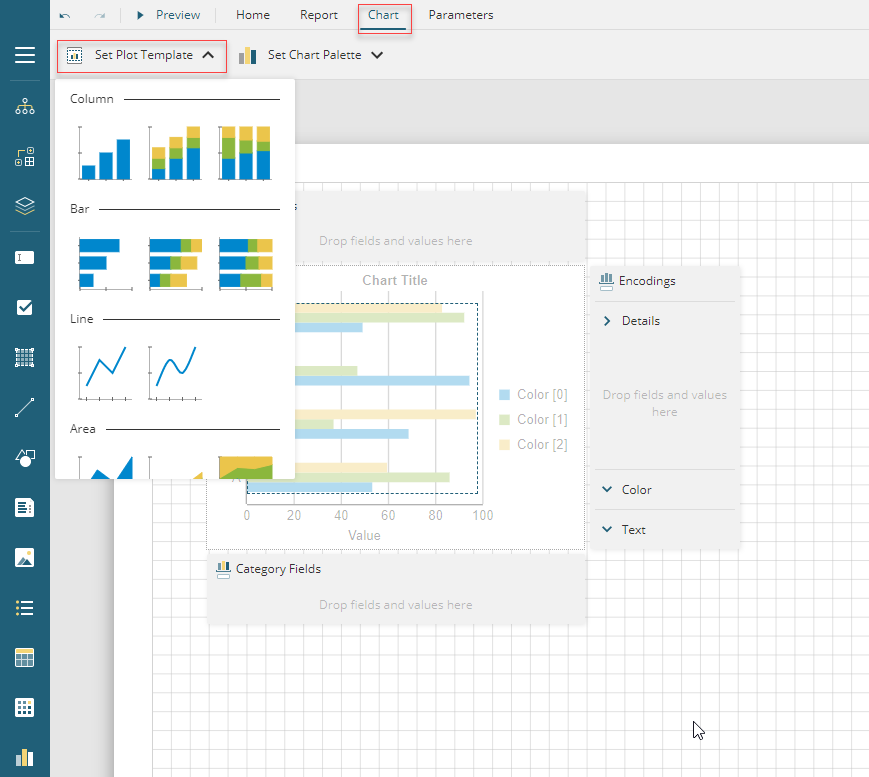 Preview Home Report Chart Parameters
Set Plot Template Set Chart Palette
Column
Bar
Line
Area
Drop fields and values here
Chart Title
Color [0]
Color [1]
Color [2]
0 20 40 60 80 100
Value
Category Fields
Drop fields and values here
Encodings
Details
Drop fields and values
here
Color
Text